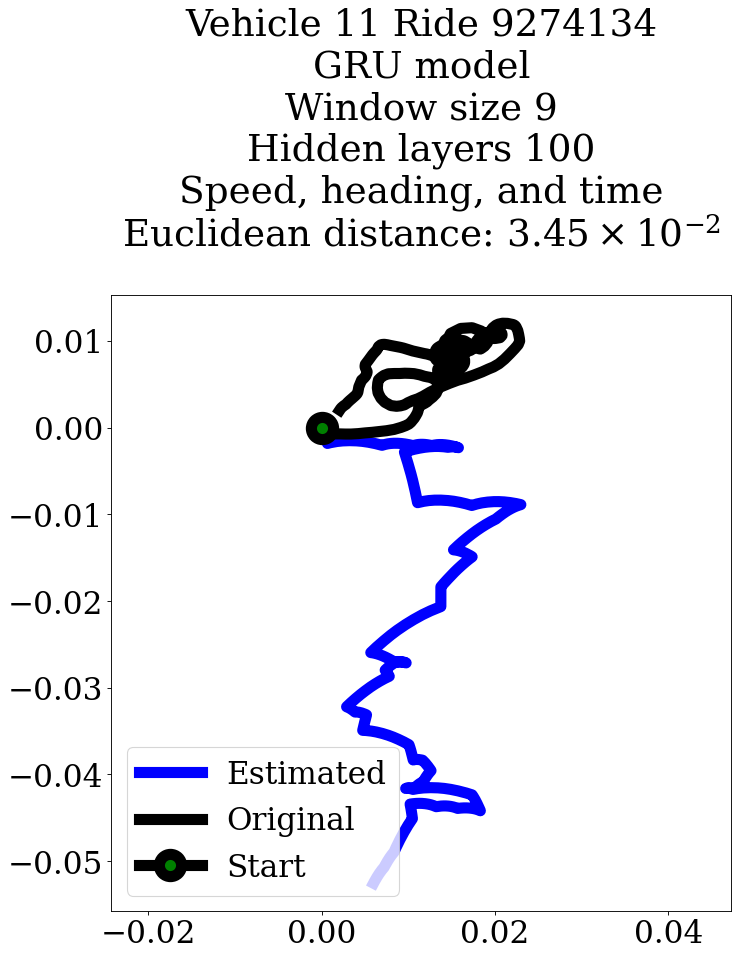 Vehicle 11 Ride 9274134
GRU model
Window size 9
Hidden layers 100
Speed, heading, and time
Euclidean distance: 3.45 × 10⁻²
0.01
0.00
−0.01
−0.02
−0.03
−0.04
−0.05
Estimated
Original
Start
−0.02
0.00
0.02
0.04